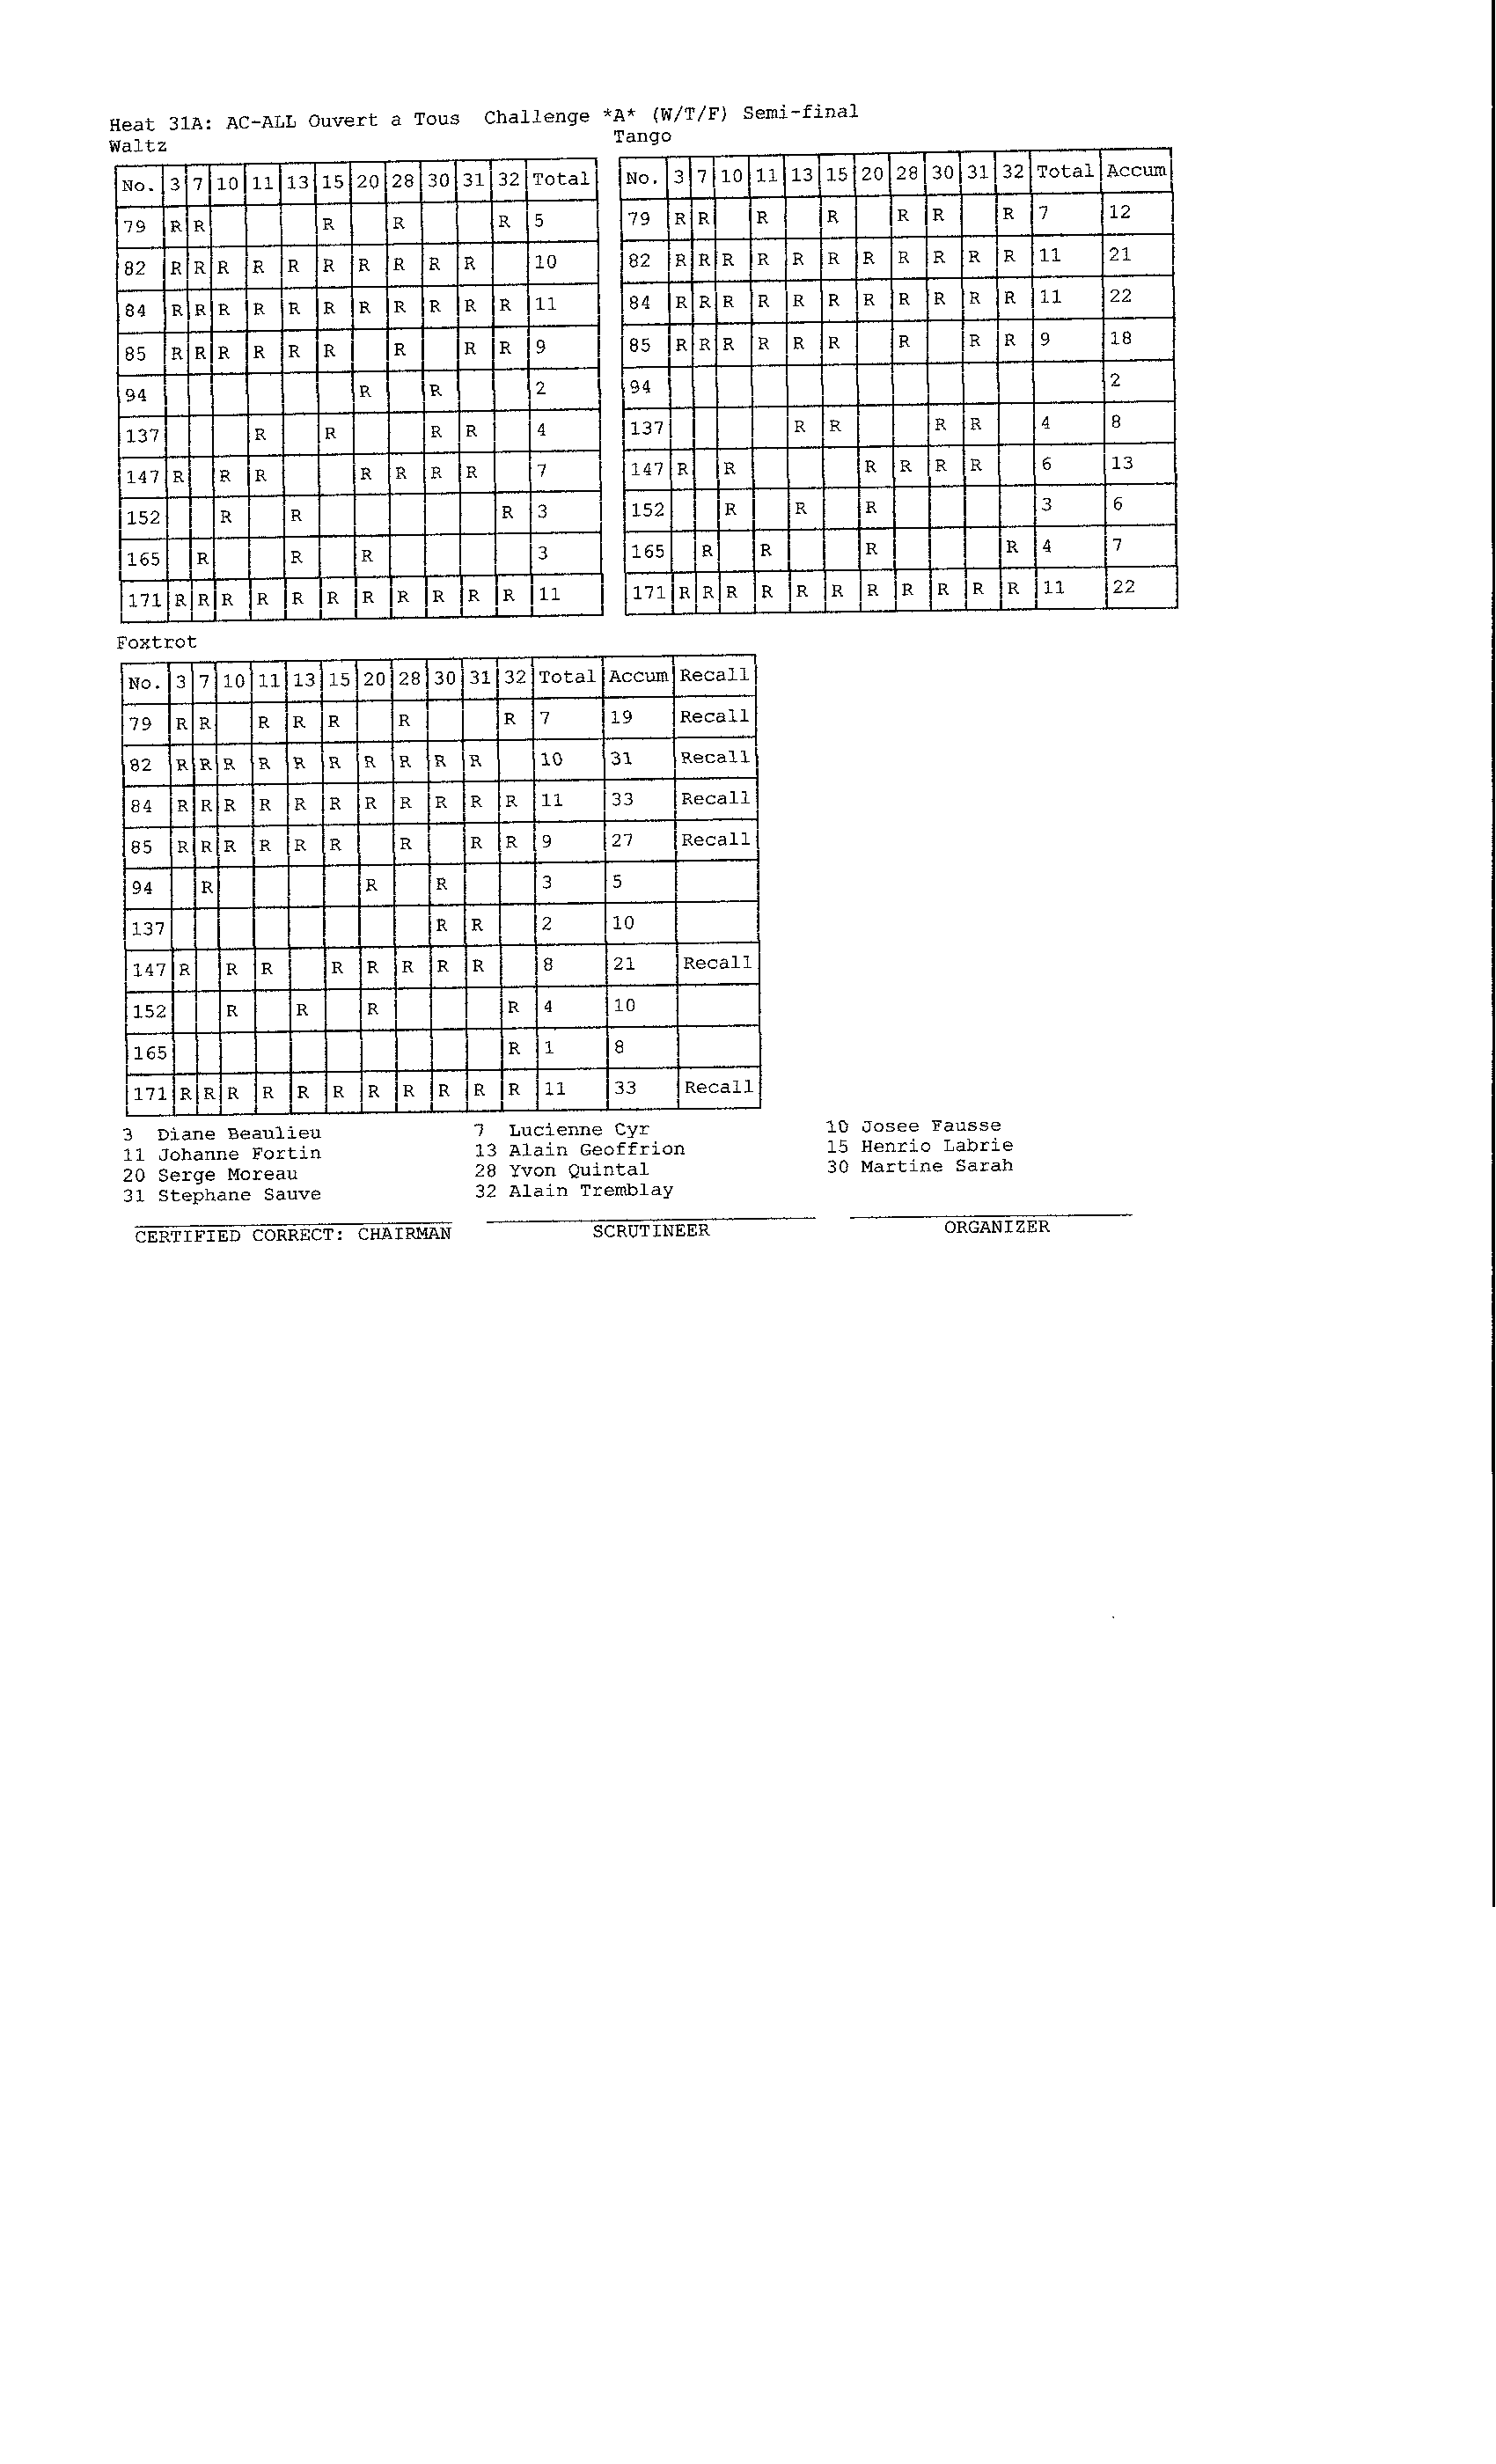 Heat 31A: AC-ALL Ouvert a Tous Challenge *A* (W/T/F) Semi-final
Waltz
No. 3 7 10 11 13 15 20 28 30 31 32 Total
79 R R R R R 5
82 R R R R R R R R R R 10
84 R R R R R R R R R R R 11
85 R R R R R R R R R 9
94 R R 2
137 R R R R 4
147 R R R R R R R 7
152 R R R 3
165 R R R 3
171 R R R R R R R R R R R 11
Tango
No. 3 7 10 11 13 15 20 28 30 31 32 Total Accum
79 R R R R R R R 7 12
82 R R R R R R R R R R R 11 21
84 R R R R R R R R R R R 11 22
85 R R R R R R R R R 9 18
94 2
137 R R R R 4 8
147 R R R R R R 6 13
152 R R R 3 6
165 R R R R 4 7
171 R R R R R R R R R R R 11 22
Foxtrot
No. 3 7 10 11 13 15 20 28 30 31 32 Total Accum Recall
79 R R R R R R R 7 19 Recall
82 R R R R R R R R R R 10 31 Recall
84 R R R R R R R R R R R 11 33 Recall
85 R R R R R R R R R 9 27 Recall
94 R R R 3 5
137 R R 2 10
147 R R R R R R R R 8 21 Recall
152 R R R R 4 10
165 R 1 8
171 R R R R R R R R R R R 11 33 Recall
3 Diane Beaulieu 7 Lucienne Cyr 10 Josee Fausse
11 Johanne Fortin 13 Alain Geoffrion 15 Henrio Labrie
20 Serge Moreau 28 Yvon Quintal 30 Martine Sarah
31 Stephane Sauve 32 Alain Tremblay
CERTIFIED CORRECT: CHAIRMAN SCRUTINEER ORGANIZER